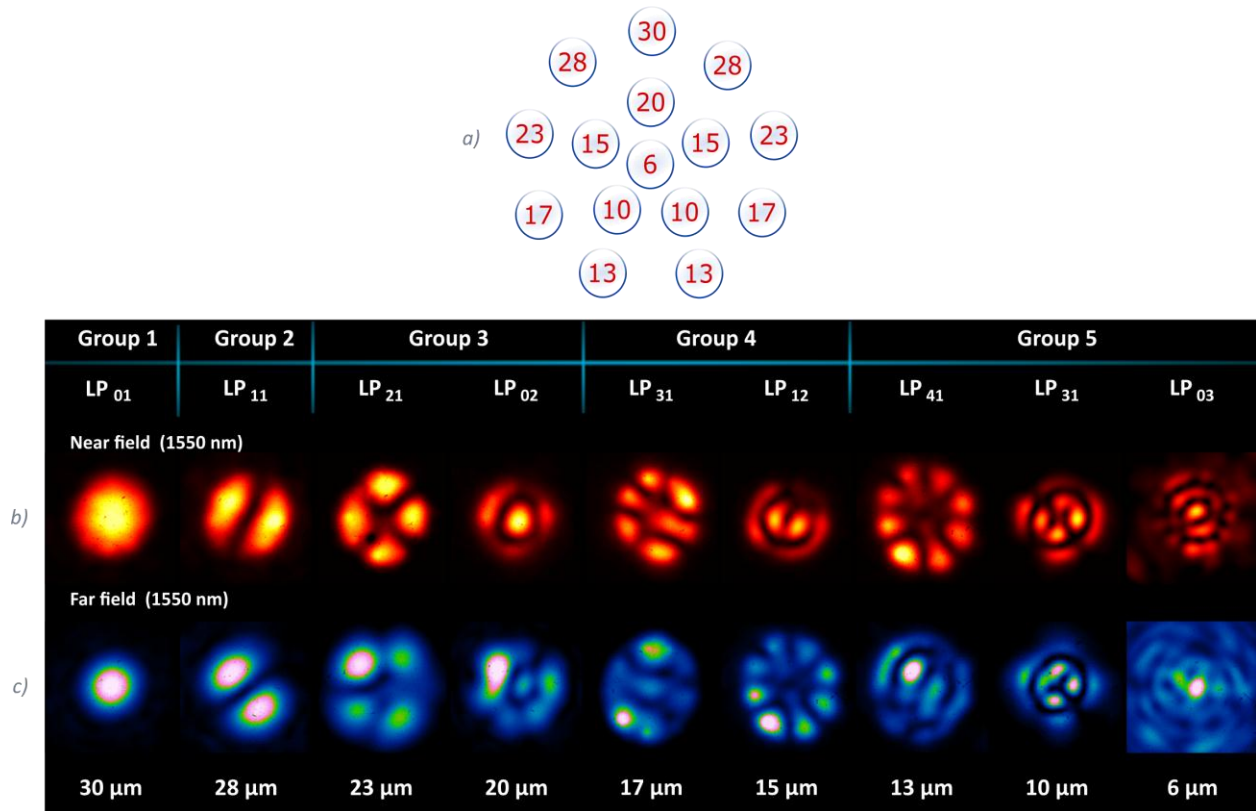 30
28 28
20
a) 23 15 15 23
6
17 10 10 17
13 13
Group 1 Group 2 Group 3 Group 4 Group 5
LP 01 LP 11 LP 21 LP 02 LP 31 LP 12 LP 41 LP 31 LP 03
Near field (1550 nm)
b)
Far field (1550 nm)
c)
30 µm 28 µm 23 µm 20 µm 17 µm 15 µm 13 µm 10 µm 6 µm